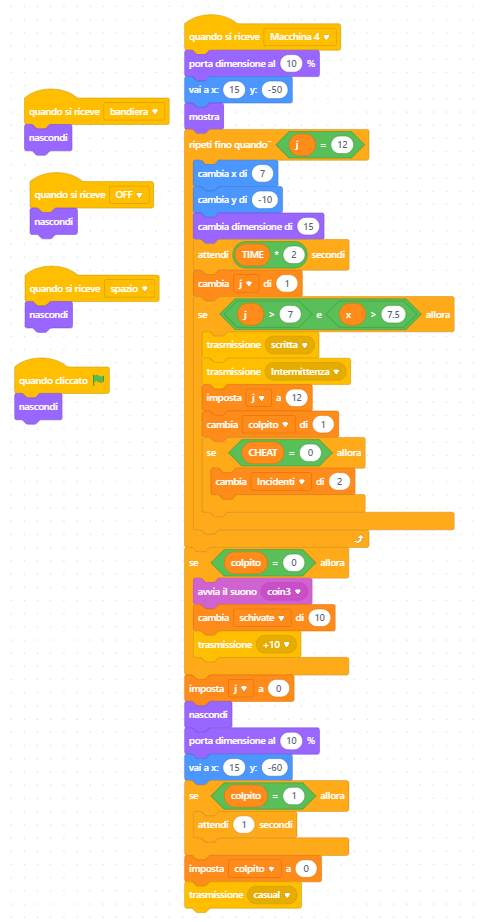 quando si riceve bandiera
nascondi
quando si riceve OFF
nascondi
quando si riceve spazio
nascondi
quando cliccato
nascondi
quando si riceve Macchina 4
porta dimensione al 10 %
vai a x: 15 y: -50
mostra
ripeti fino quando j = 12
cambia x di 7
cambia y di -10
cambia dimensione di 15
attendi TIME * 2 secondi
cambia j di 1
se j > 7 e x > 7.5 allora
trasmissione scritta
trasmissione Intermittenza
imposta j a 12
cambia colpito di 1
se CHEAT = 0 allora
cambia Incidenti di 2
se colpito = 0 allora
avvia il suono coin3
cambia schivate di 10
trasmissione +10
imposta j a 0
nascondi
porta dimensione al 10 %
vai a x: 15 y: -60
se colpito = 1 allora
attendi 1 secondi
imposta colpito a 0
trasmissione casual